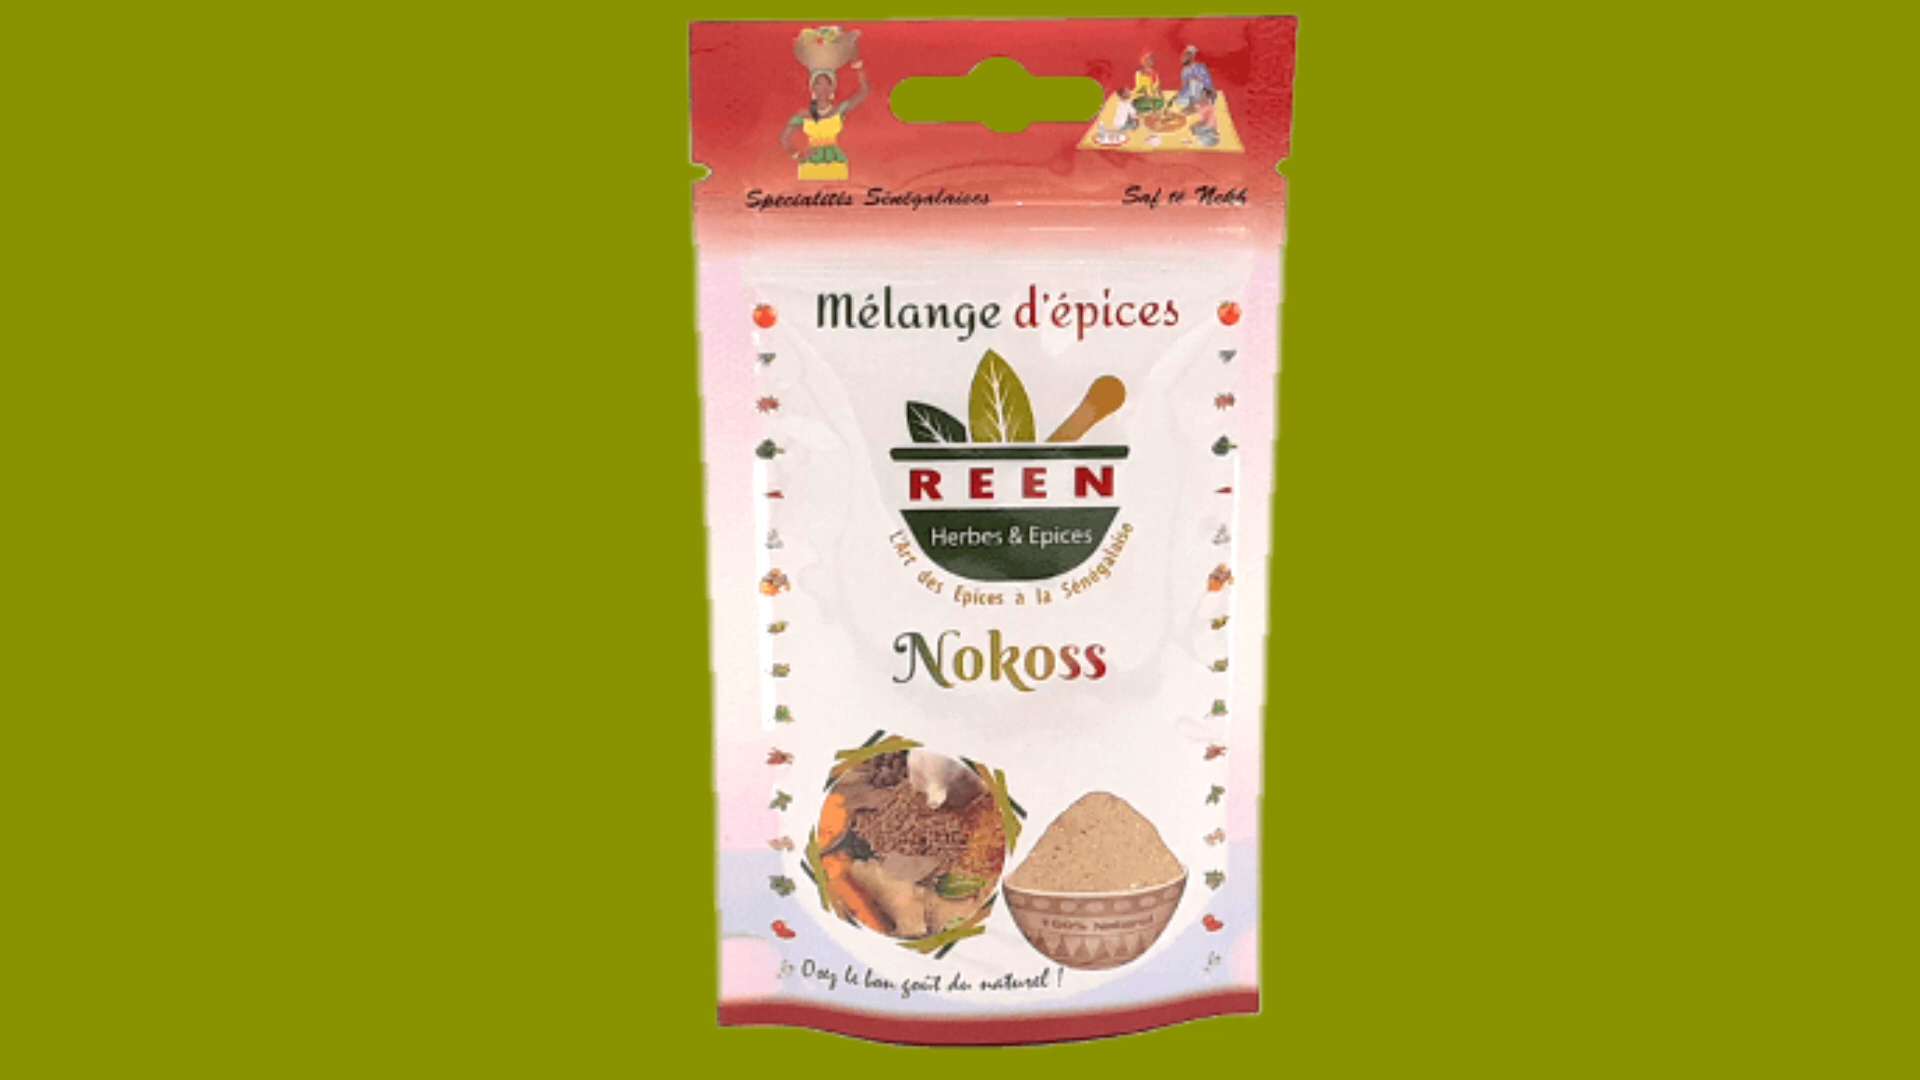 Spécialités Sénégalaises
Saf té Nekh
Mélange d'épices
REEN
Herbes & Epices
L'Art des Epices à la Sénégalaise
Nokoss
100% Naturel
Osez le bon goût du naturel !